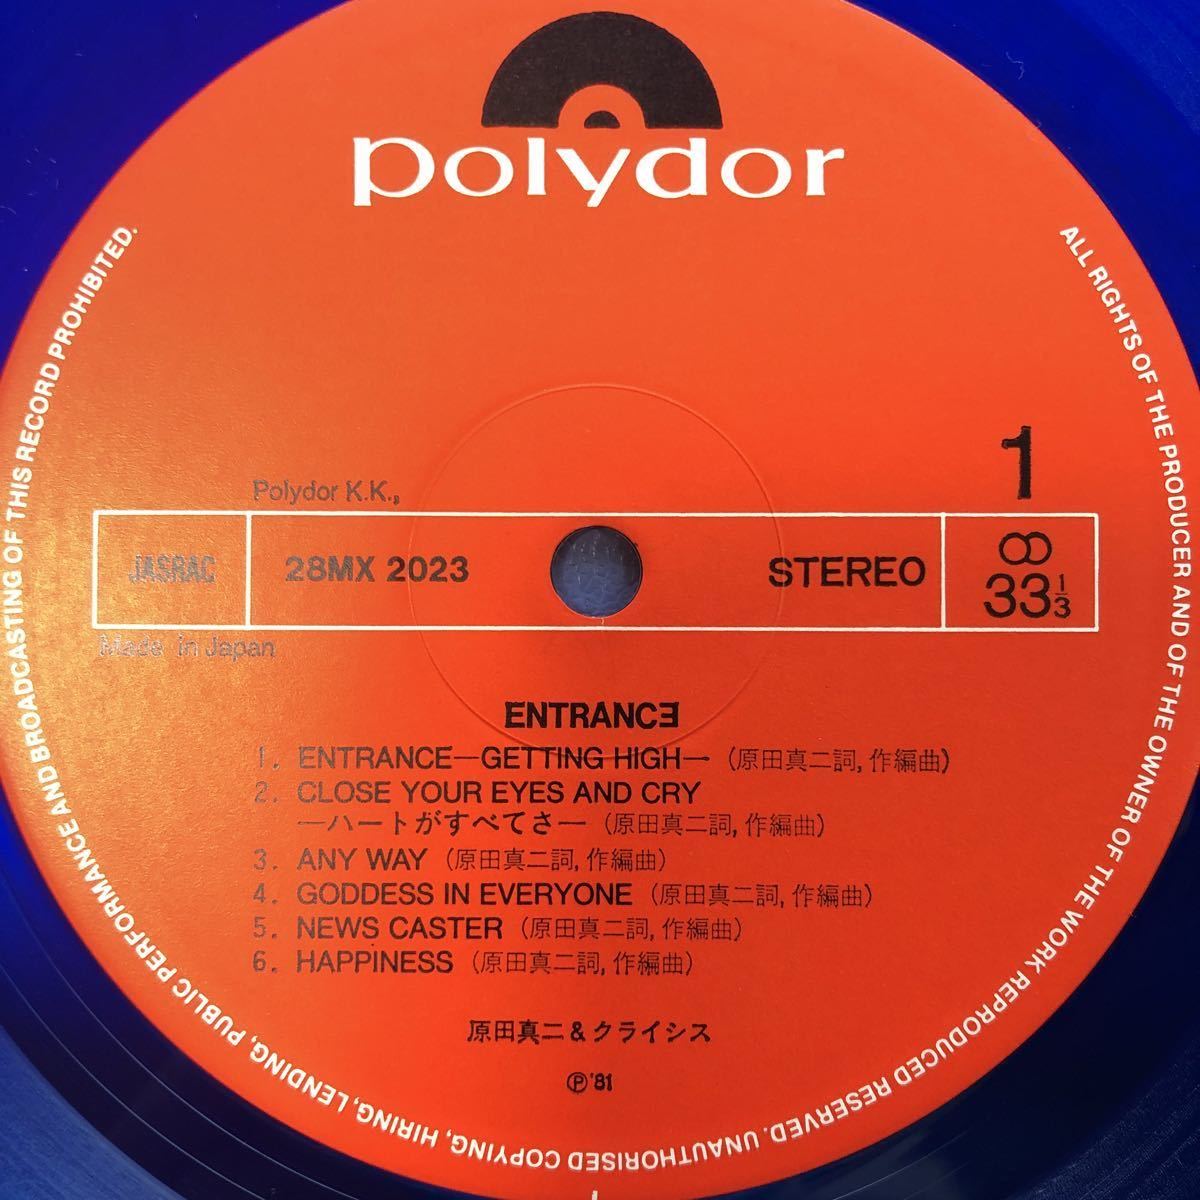 polydor
1
Polydor K.K.,
JASRAC
28MX 2023
STEREO
33 1/3
Made in Japan
ENTRANCE
1. ENTRANCE—GETTING HIGH— (原田真二詞, 作編曲)
2. CLOSE YOUR EYES AND CRY
—ハートがすべてさ— (原田真二詞, 作編曲)
3. ANY WAY (原田真二詞, 作編曲)
4. GODDESS IN EVERYONE (原田真二詞, 作編曲)
5. NEWS CASTER (原田真二詞, 作編曲)
6. HAPPINESS (原田真二詞, 作編曲)
原田真二&クライシス
Ⓟ'81
ALL RIGHTS OF THE PRODUCER AND OF THE OWNER OF THE WORK REPRODUCED RESERVED. UNAUTHORISED COPYING, HIRING, LENDING, PUBLIC PERFORMANCE AND BROADCASTING OF THIS RECORD PROHIBITED.